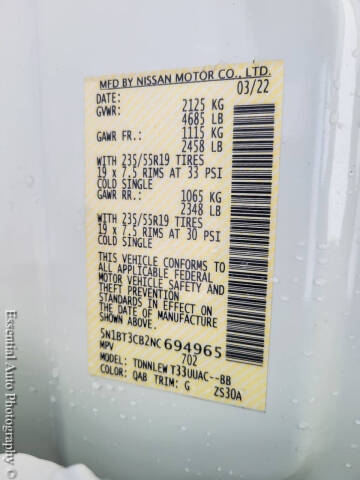 MFD BY NISSAN MOTOR CO., LTD.
DATE: 03/22
GVWR: 2125 KG
4685 LB
GAWR FR.: 1115 KG
2458 LB
WITH 235/55R19 TIRES
19 x 7.5 RIMS AT 33 PSI
COLD SINGLE
GAWR RR.: 1065 KG
2348 LB
WITH 235/55R19 TIRES
19 x 7.5 RIMS AT 30 PSI
COLD SINGLE
THIS VEHICLE CONFORMS TO
ALL APPLICABLE FEDERAL
MOTOR VEHICLE SAFETY AND
THEFT PREVENTION
STANDARDS IN EFFECT ON
THE DATE OF MANUFACTURE
5N1BT3CB2NC694965
MPV 702
MODEL: TDNNLEW T33UUAC--BB
COLOR: QAB TRIM: G ZS30A
Essential Auto Photography ©